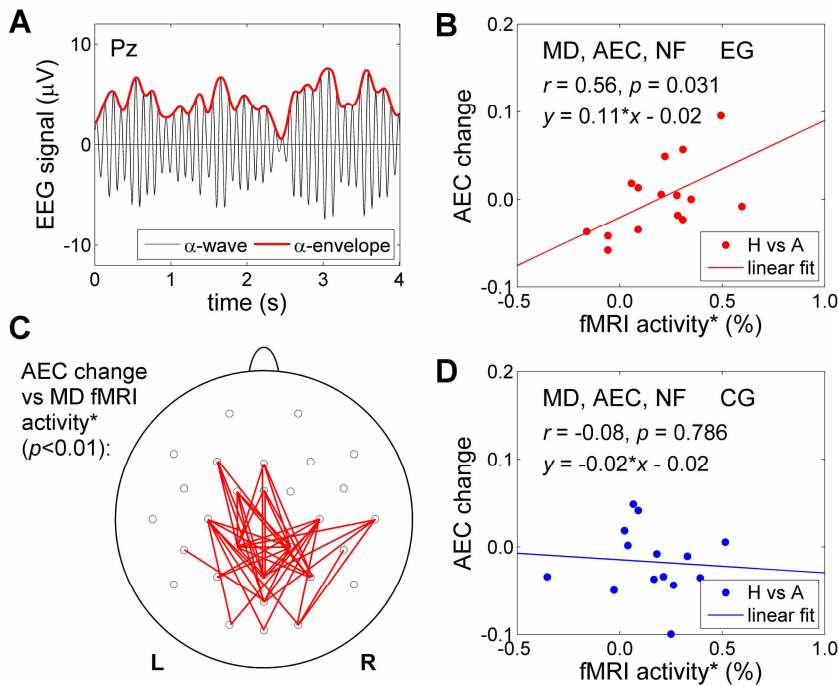 A
Pz
10
0
-10
EEG signal (μV)
α-wave
α-envelope
0
1
2
3
4
time (s)
B
MD, AEC, NF EG
r = 0.56, p = 0.031
y = 0.11*x - 0.02
0.2
0.1
0.0
-0.1
AEC change
H vs A
linear fit
-0.5
0.0
0.5
1.0
fMRI activity* (%)
C
AEC change
vs MD fMRI
activity*
(p<0.01):
L
R
D
MD, AEC, NF CG
r = -0.08, p = 0.786
y = -0.02*x - 0.02
0.2
0.1
0.0
-0.1
AEC change
H vs A
linear fit
-0.5
0.0
0.5
1.0
fMRI activity* (%)